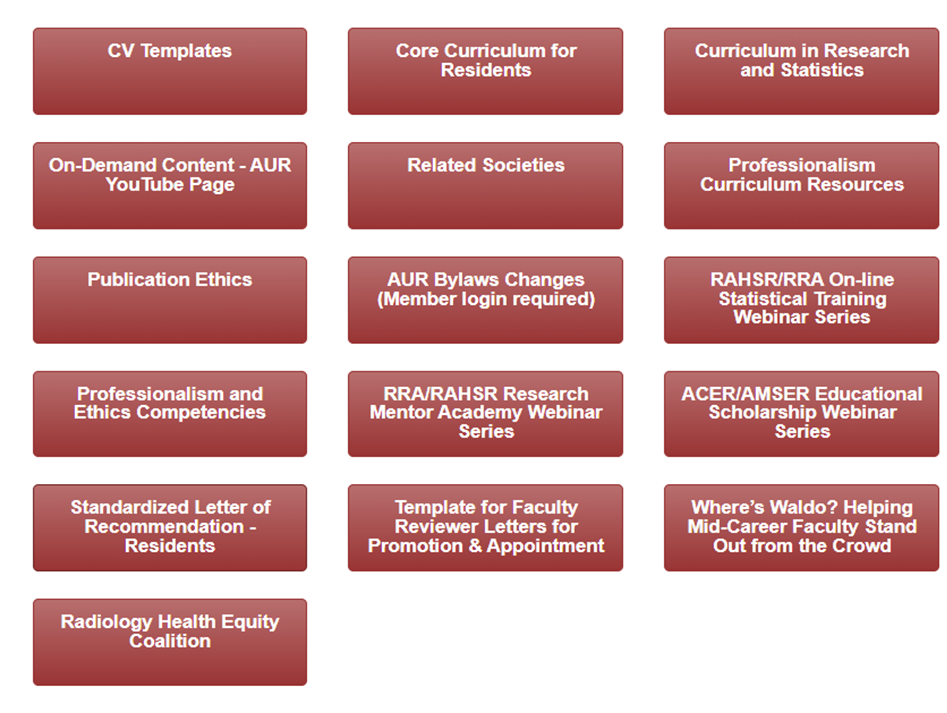 CV Templates
Core Curriculum for
Residents
Curriculum in Research
and Statistics
On-Demand Content - AUR
YouTube Page
Related Societies
Professionalism
Curriculum Resources
Publication Ethics
AUR Bylaws Changes
(Member login required)
RAHSR/RRA On-line
Statistical Training
Webinar Series
Professionalism and
Ethics Competencies
RRA/RAHSR Research
Mentor Academy Webinar
Series
ACER/AMSER Educational
Scholarship Webinar
Series
Standardized Letter of
Recommendation -
Residents
Template for Faculty
Reviewer Letters for
Promotion & Appointment
Where’s Waldo? Helping
Mid-Career Faculty Stand
Out from the Crowd
Radiology Health Equity
Coalition